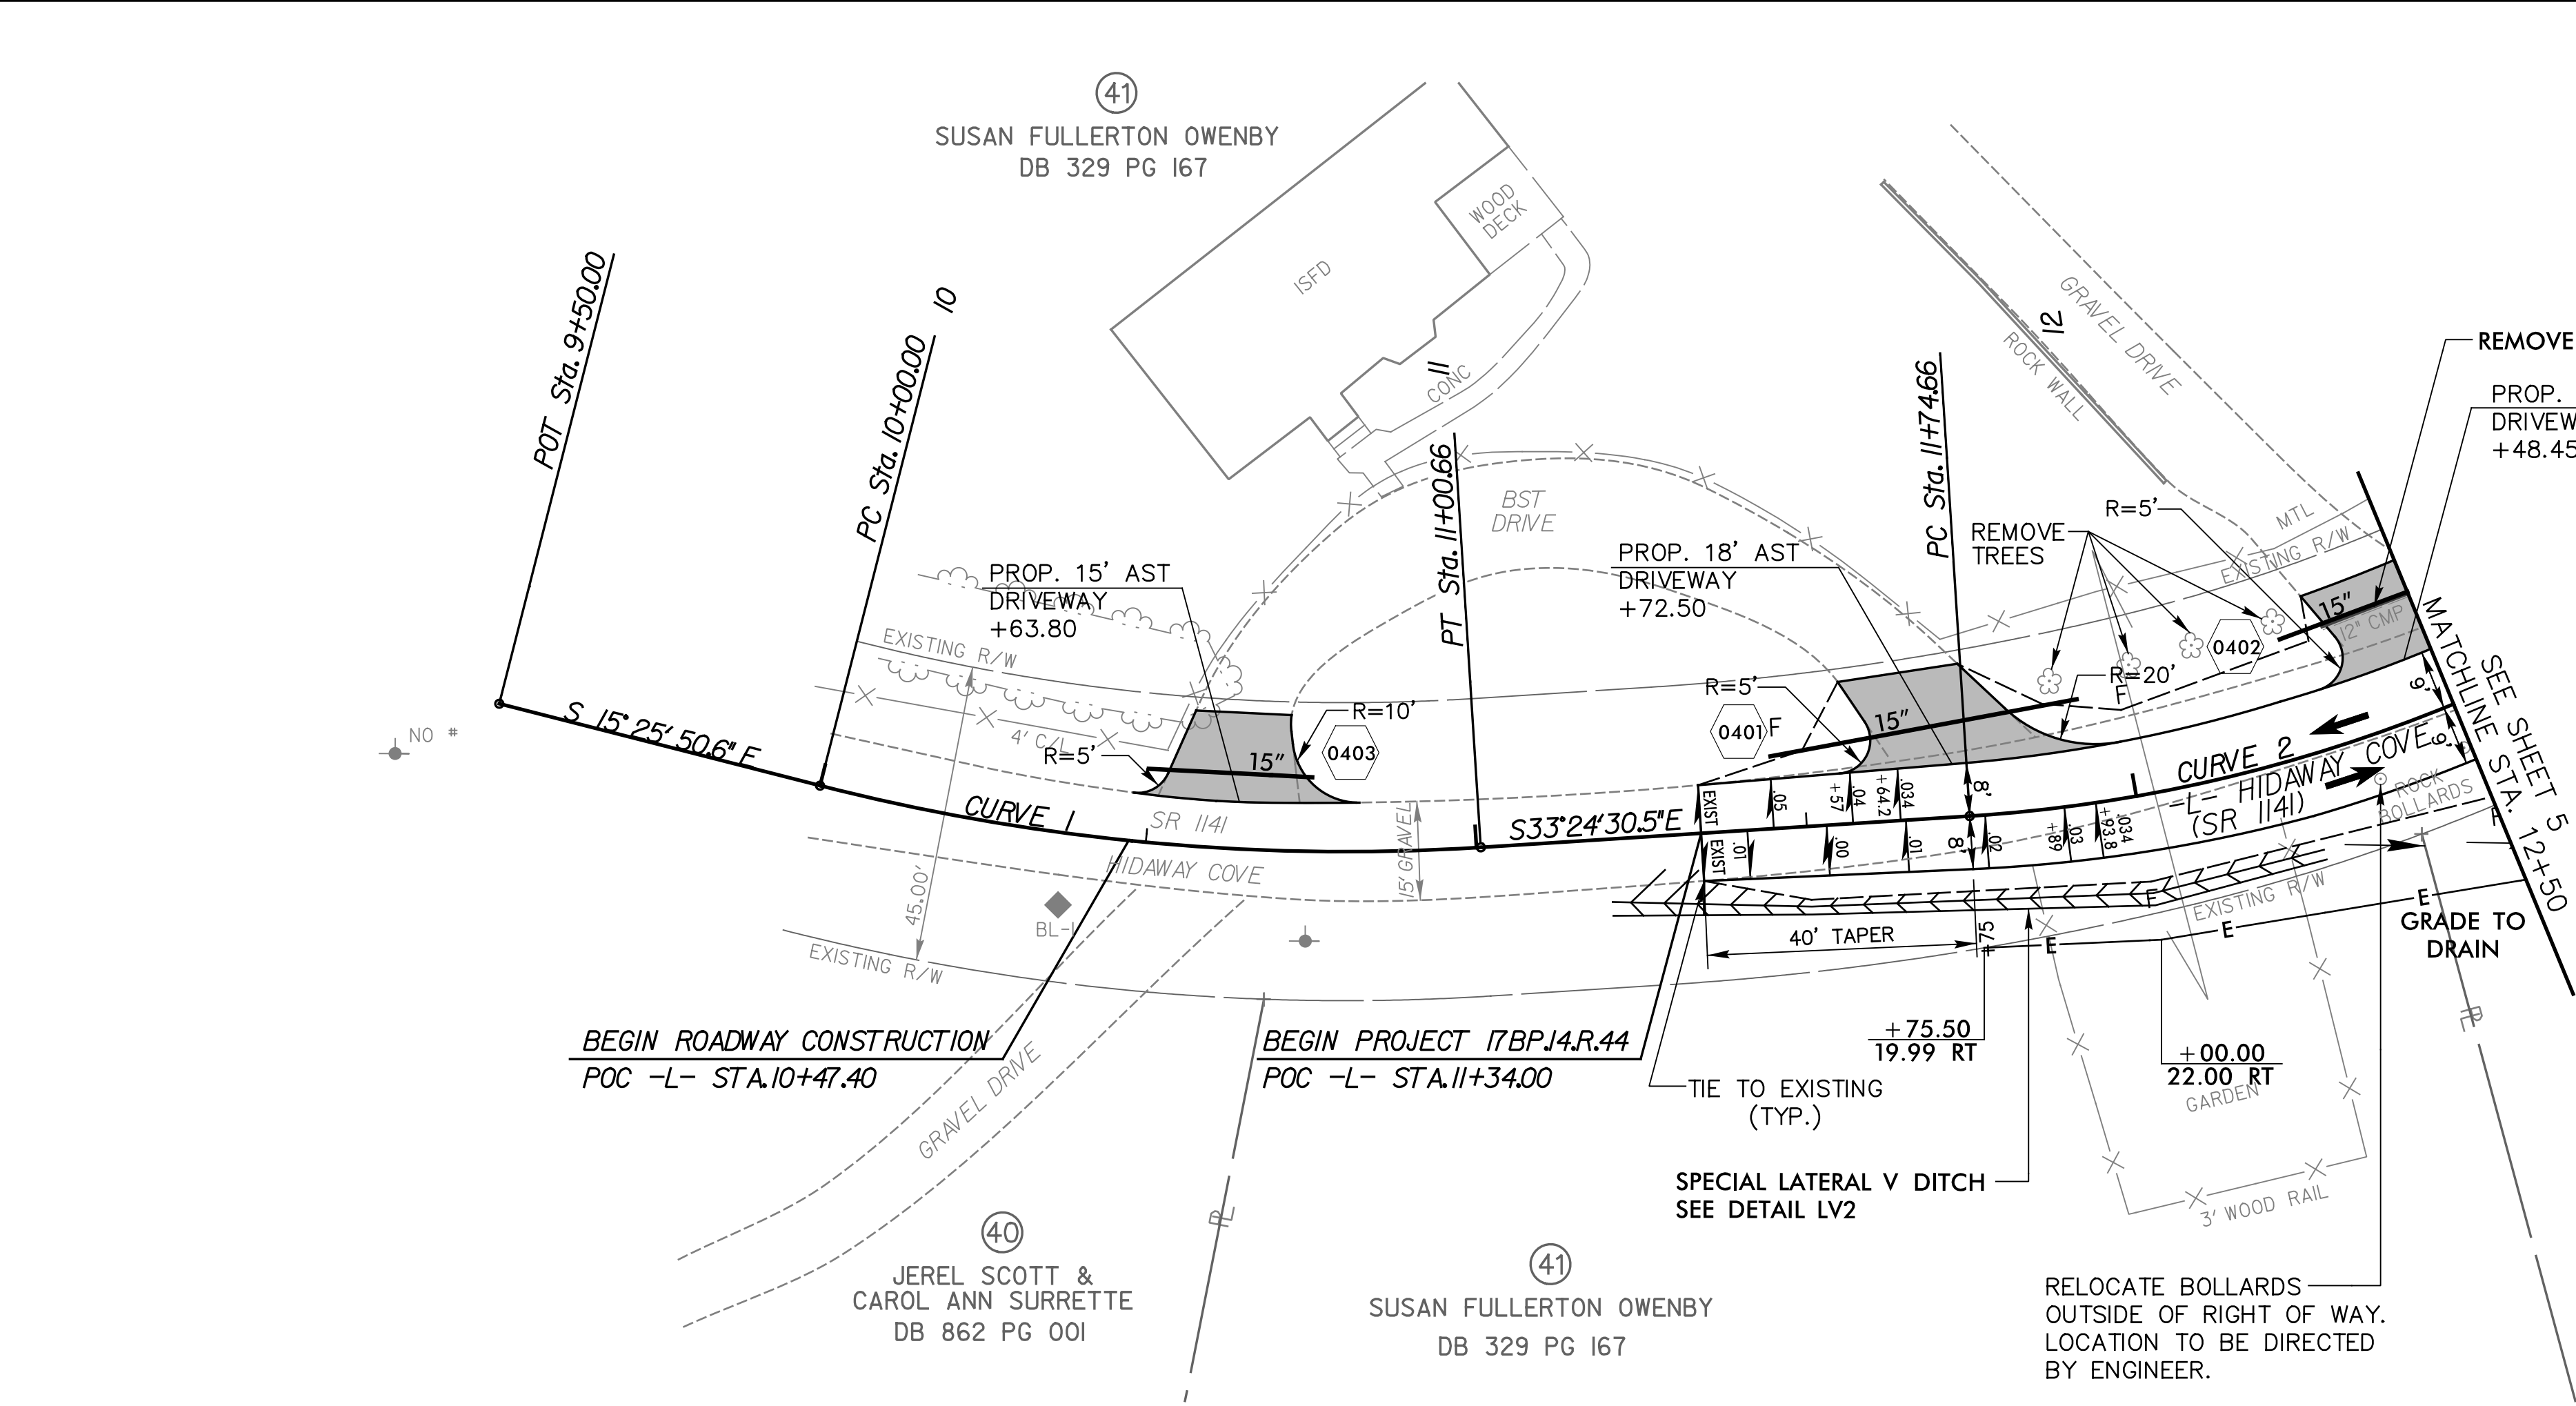 41
SUSAN FULLERTON OWENBY
DB 329 PG 167
POT Sta. 9+50.00
PC Sta. 10+00.00
10
ISFD
WOOD
DECK
CONC
11
PT Sta. 11+00.66
BST
DRIVE
PC Sta. 11+74.66
12
GRAVEL DRIVE
ROCK WALL
REMOVE
PROP.
DRIVEW
+48.45
PROP. 15' AST
DRIVEWAY
+63.80
PROP. 18' AST
DRIVEWAY
+72.50
REMOVE
TREES
R=5'
MTL
EXISTING R/W
15"
12" CMP
0402
R=20'
F
EXISTING R/W
4' C/L
R=5'
R=10'
15"
0403
R=5'
0401
F
15"
NO #
S 15°25'50.6" E
CURVE 1
SR 1141
HIDAWAY COVE
15' GRAVEL
S33°24'30.5"E
EXIST
.05
+57
.04
+64.2
.034
8'
EXIST
.01
.00
.01
8'
.02
+89
.03
+93.8
.034
CURVE 2
-L- HIDAWAY COVE
(SR 1141)
9'
9'
ROCK
BOLLARDS
F
MATCHLINE STA. 12+50
SEE SHEET 5
45.00'
BL-1
EXISTING R/W
40' TAPER
+75
F
EXISTING R/W
E
E
E
GRADE TO
DRAIN
BEGIN ROADWAY CONSTRUCTION
POC -L- STA.10+47.40
BEGIN PROJECT 17BP.14.R.44
POC -L- STA.11+34.00
TIE TO EXISTING
(TYP.)
+75.50
19.99 RT
+00.00
22.00 RT
GARDEN
GRAVEL DRIVE
PL
PL
SPECIAL LATERAL V DITCH
SEE DETAIL LV2
3' WOOD RAIL
40
JEREL SCOTT &
CAROL ANN SURRETTE
DB 862 PG 001
41
SUSAN FULLERTON OWENBY
DB 329 PG 167
RELOCATE BOLLARDS
OUTSIDE OF RIGHT OF WAY.
LOCATION TO BE DIRECTED
BY ENGINEER.